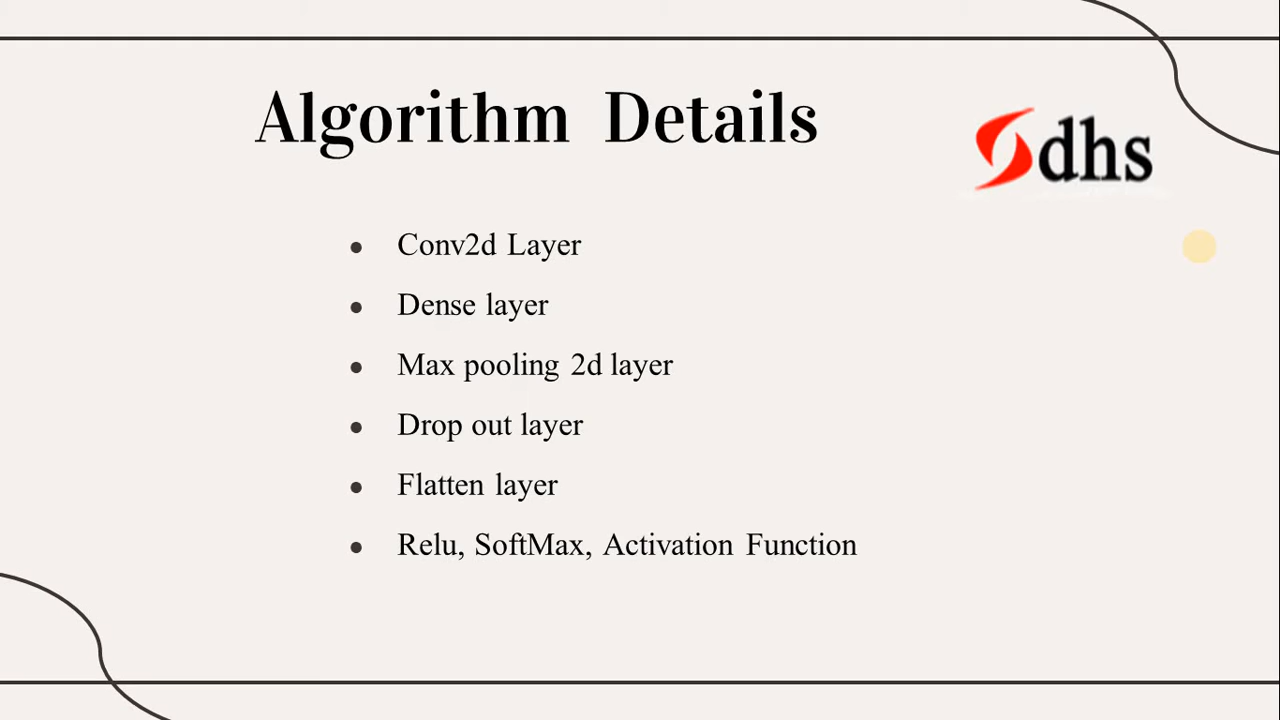 Algorithm Details
dhs
Conv2d Layer
Dense layer
Max pooling 2d layer
Drop out layer
Flatten layer
Relu, SoftMax, Activation Function